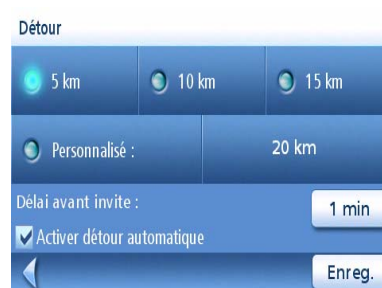 Détour
5 km 10 km 15 km
Personnalisé : 20 km
Délai avant invite : 1 min
Activer détour automatique
Enreg.